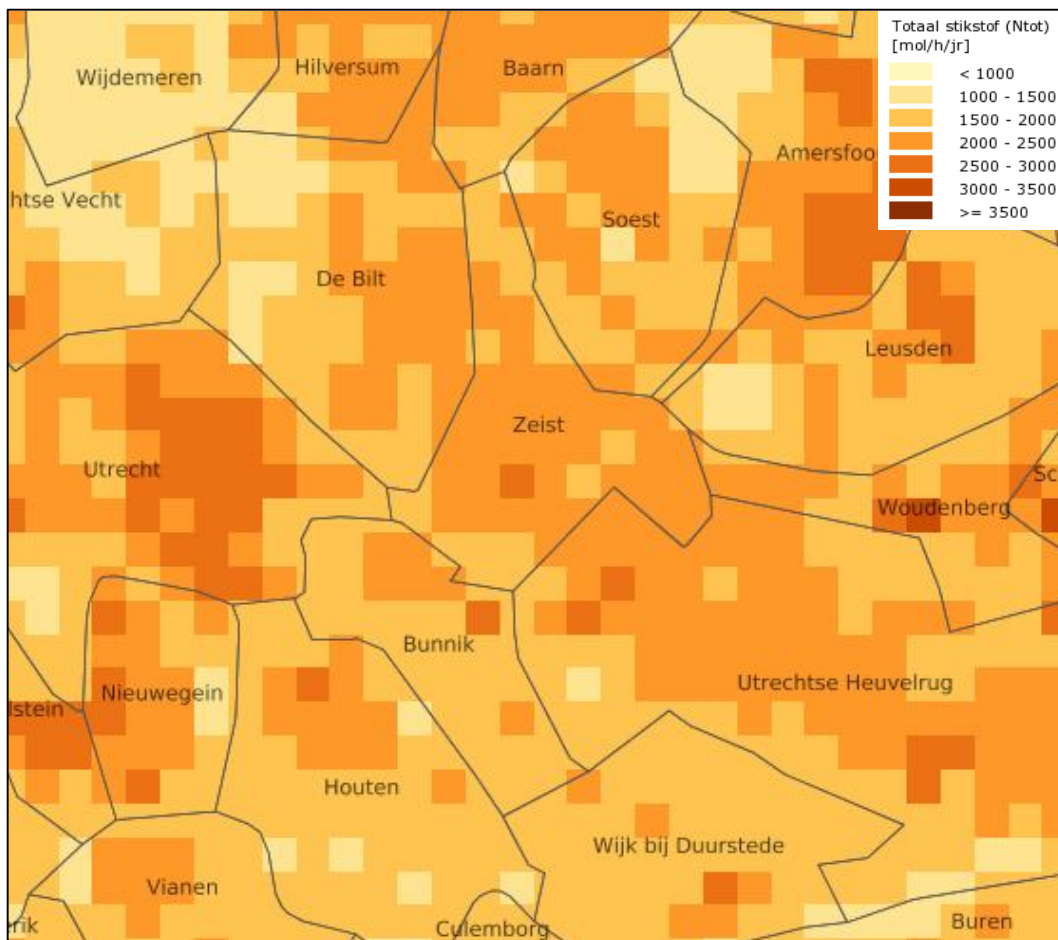 Totaal stikstof (Ntot)
[mol/h/jr]
< 1000
1000 - 1500
1500 - 2000
2000 - 2500
2500 - 3000
3000 - 3500
>= 3500
Wijdemeren
Hilversum
Baarn
Amersfoo
htse Vecht
Soest
De Bilt
Leusden
Zeist
Utrecht
Sc
Woudenberg
Bunnik
Nieuwegein
Utrechtse Heuvelrug
lstein
Houten
Wijk bij Duurstede
Vianen
erik
Culemborg
Buren